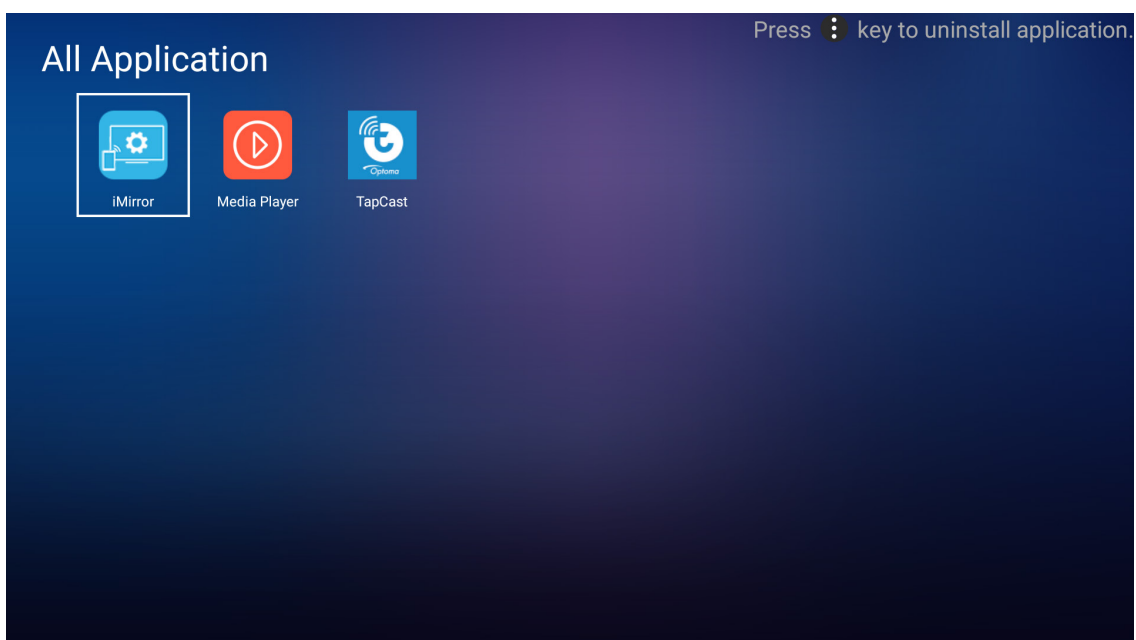 Press key to uninstall application.
All Application
Optoma
iMirror
Media Player
TapCast